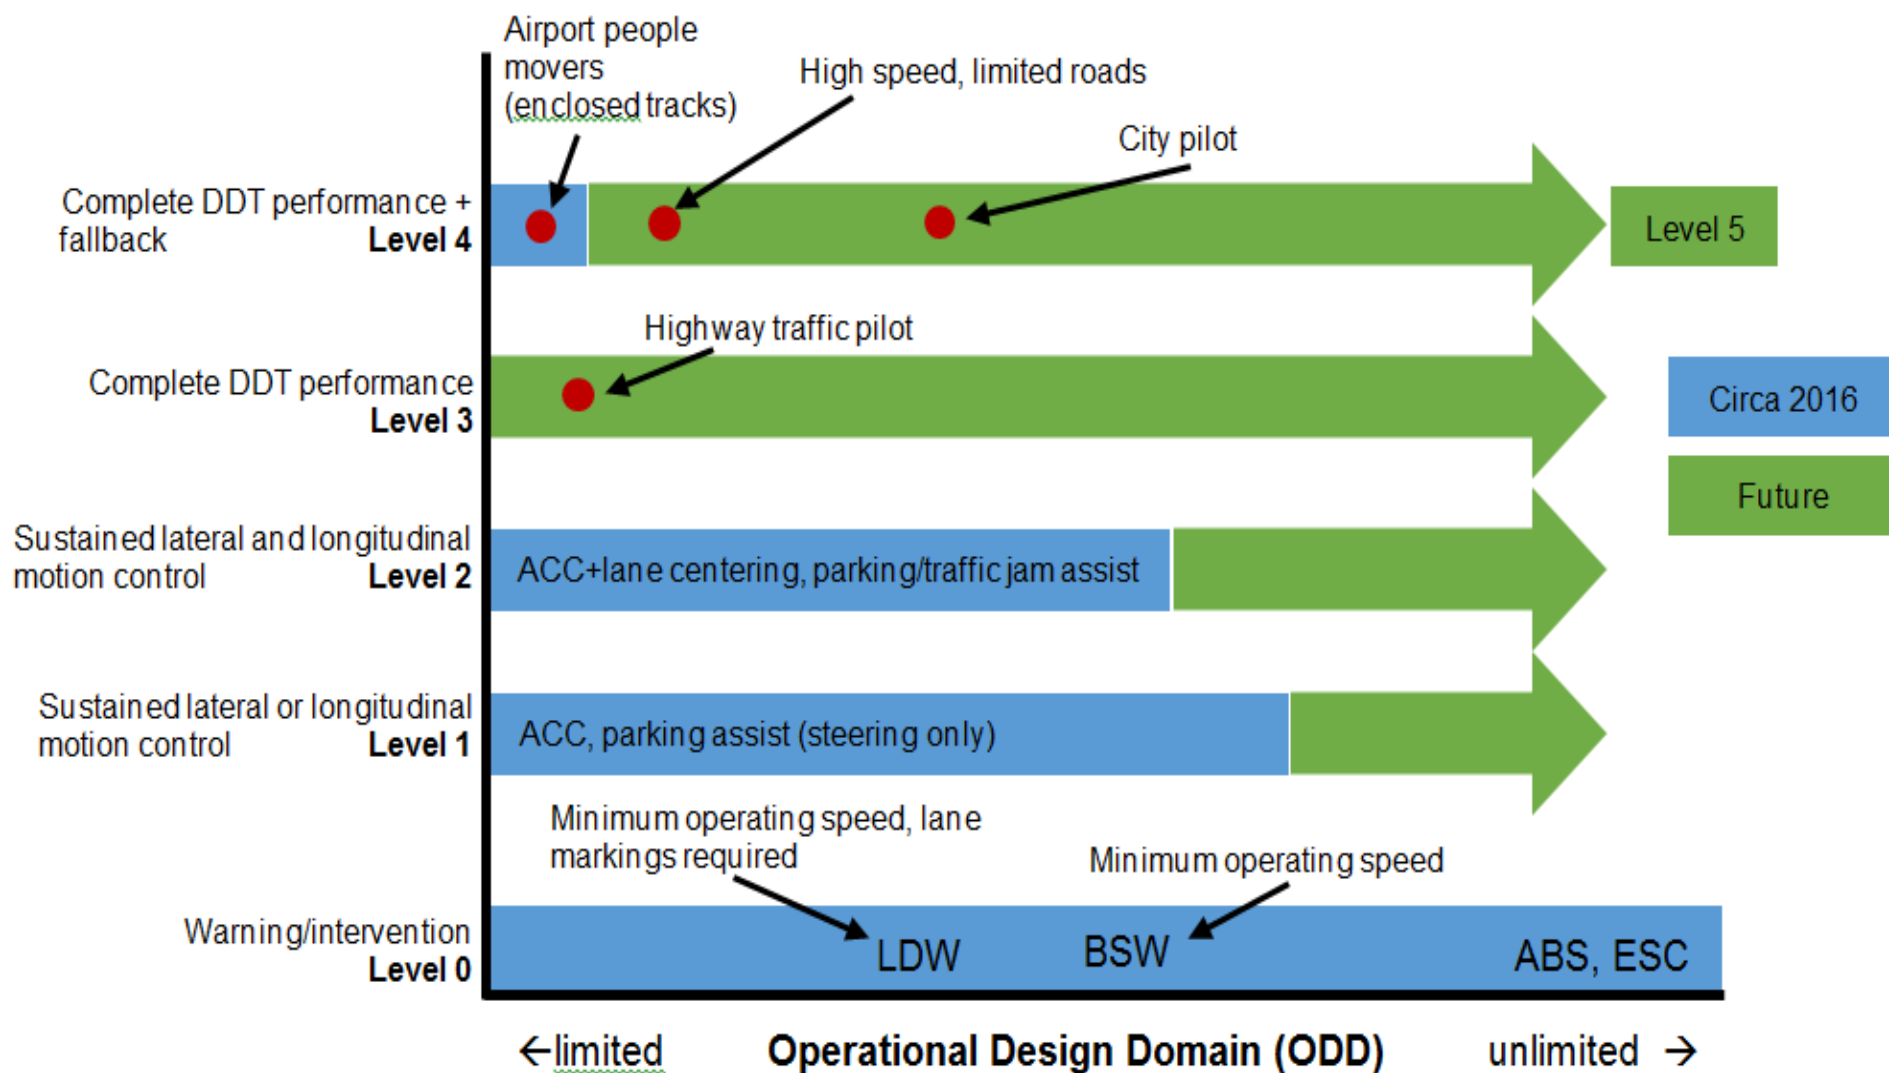 Airport people
movers
(enclosed tracks)
High speed, limited roads
City pilot
Complete DDT performance +
fallback Level 4
Level 5
Highway traffic pilot
Complete DDT performance
Level 3
Circa 2016
Future
Sustained lateral and longitudinal
motion control Level 2
ACC+lane centering, parking/traffic jam assist
Sustained lateral or longitudinal
motion control Level 1
ACC, parking assist (steering only)
Minimum operating speed, lane
markings required
Minimum operating speed
Warning/intervention
Level 0
LDW
BSW
ABS, ESC
←limited Operational Design Domain (ODD) unlimited →